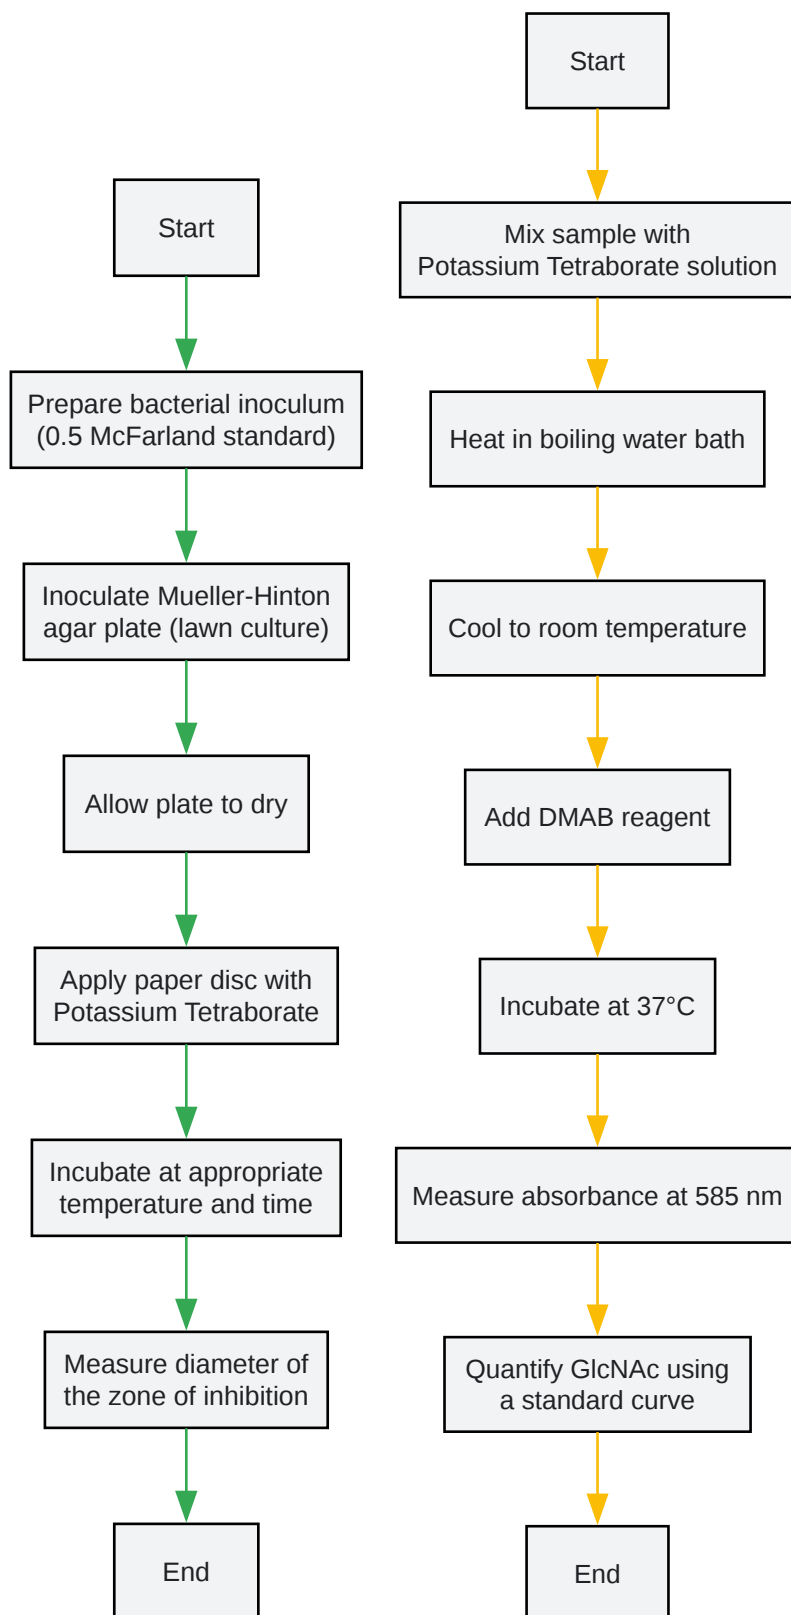 Start
Prepare bacterial inoculum
(0.5 McFarland standard)
Inoculate Mueller-Hinton
agar plate (lawn culture)
Allow plate to dry
Apply paper disc with
Potassium Tetraborate
Incubate at appropriate
temperature and time
Measure diameter of
the zone of inhibition
End
Start
Mix sample with
Potassium Tetraborate solution
Heat in boiling water bath
Cool to room temperature
Add DMAB reagent
Incubate at 37°C
Measure absorbance at 585 nm
Quantify GlcNAc using
a standard curve
End